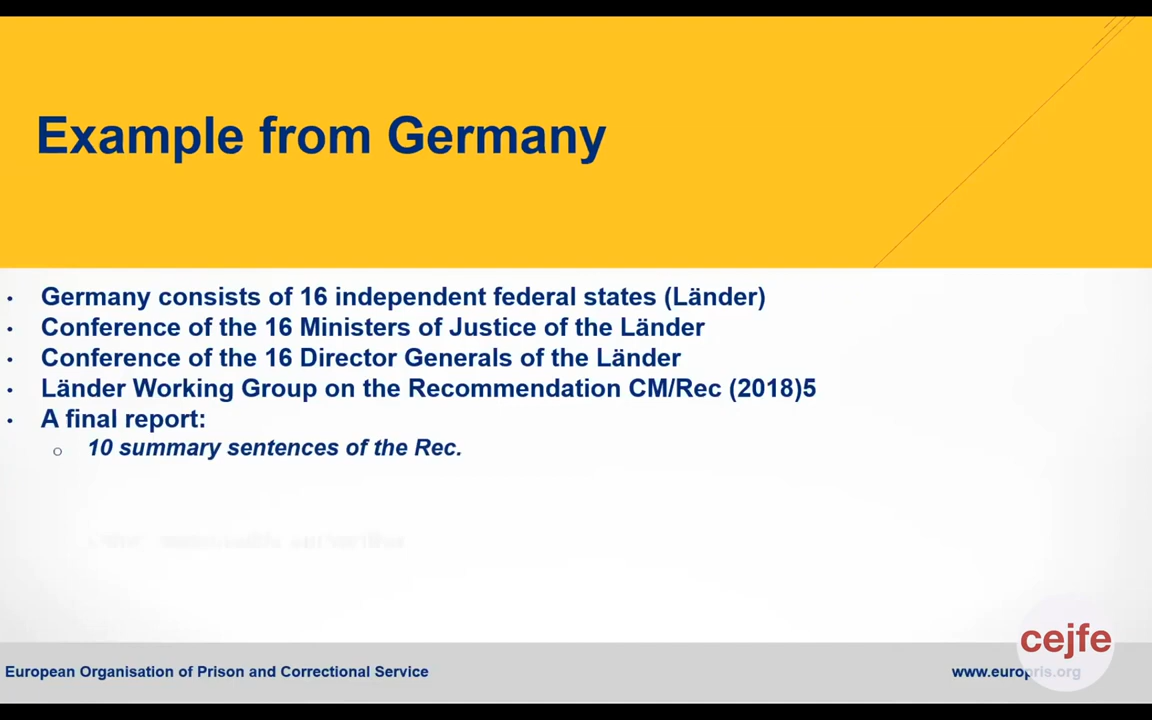 Example from Germany
• Germany consists of 16 independent federal states (Länder)
• Conference of the 16 Ministers of Justice of the Länder
• Conference of the 16 Director Generals of the Länder
• Länder Working Group on the Recommendation CM/Rec (2018)5
• A final report:
○ 10 summary sentences of the Rec.
cejfe
European Organisation of Prison and Correctional Service
www.europris.org